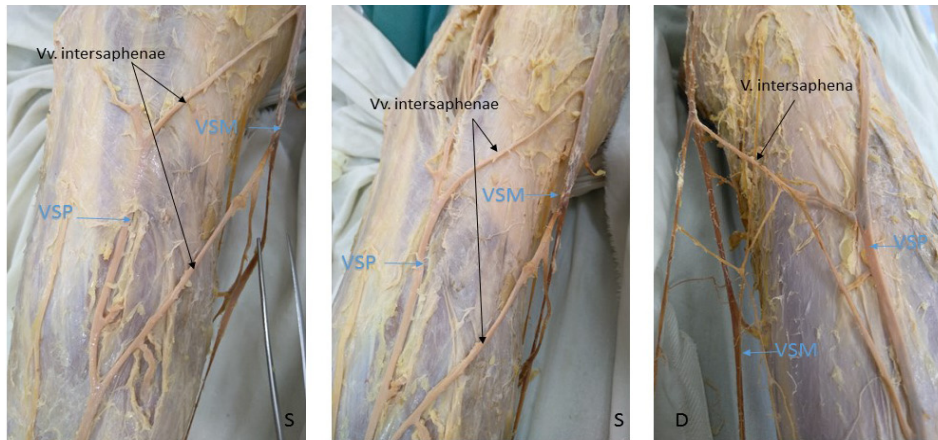 Vv. intersaphenae
VSM
VSP
S
Vv. intersaphenae
VSM
VSP
S
V. intersaphena
VSP
VSM
D